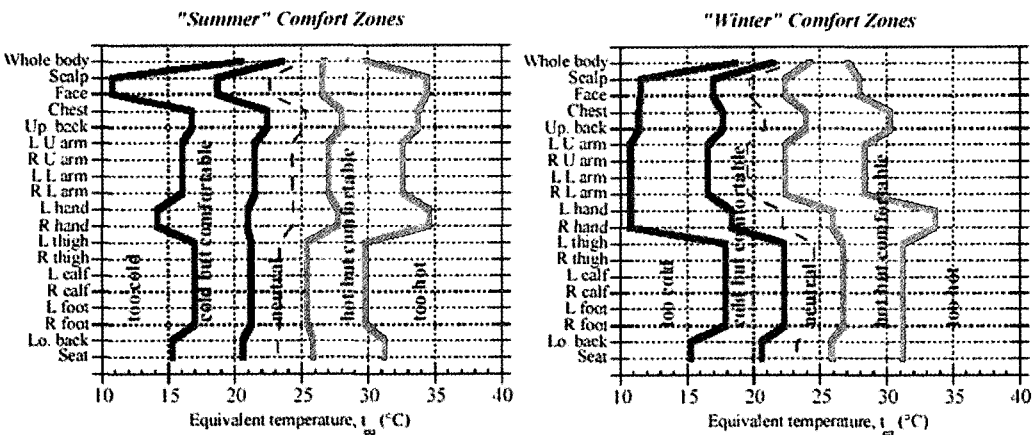 "Summer" Comfort Zones
Whole body
Scalp
Face
Chest
Up. back
L U arm
R U arm
L L arm
R L arm
L hand
R hand
L thigh
R thigh
L calf
R calf
L foot
R foot
Lo. back
Seat
too cold
cold but comfortable
neutral
hot but comfortable
too hot
10 15 20 25 30 35 40
Equivalent temperature, t eq (°C)
"Winter" Comfort Zones
Whole body
Scalp
Face
Chest
Up. back
L U arm
R U arm
L L arm
R L arm
L hand
R hand
L thigh
R thigh
L calf
R calf
L foot
R foot
Lo. back
Seat
too cold
cold but comfortable
neutral
hot but comfortable
too hot
10 15 20 25 30 35 40
Equivalent temperature, t eq (°C)